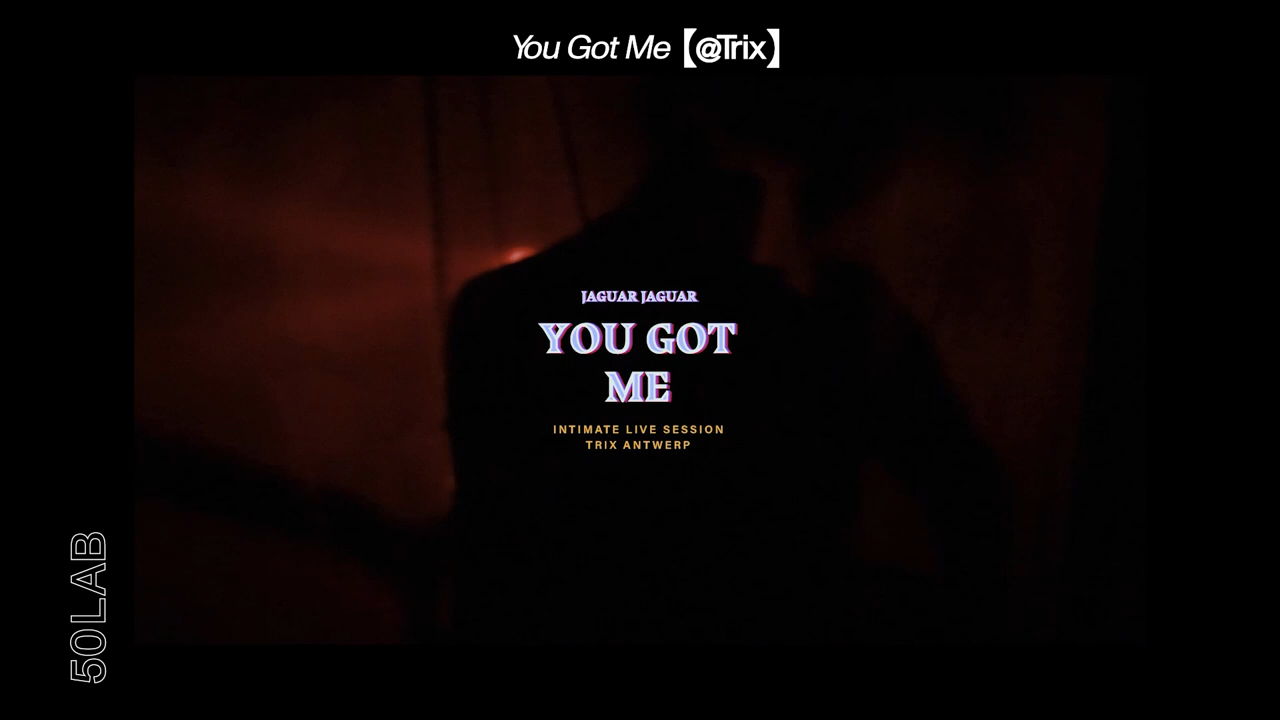 You Got Me【@Trix】
JAGUAR JAGUAR
YOU GOT
ME
INTIMATE LIVE SESSION
TRIX ANTWERP
50LAB